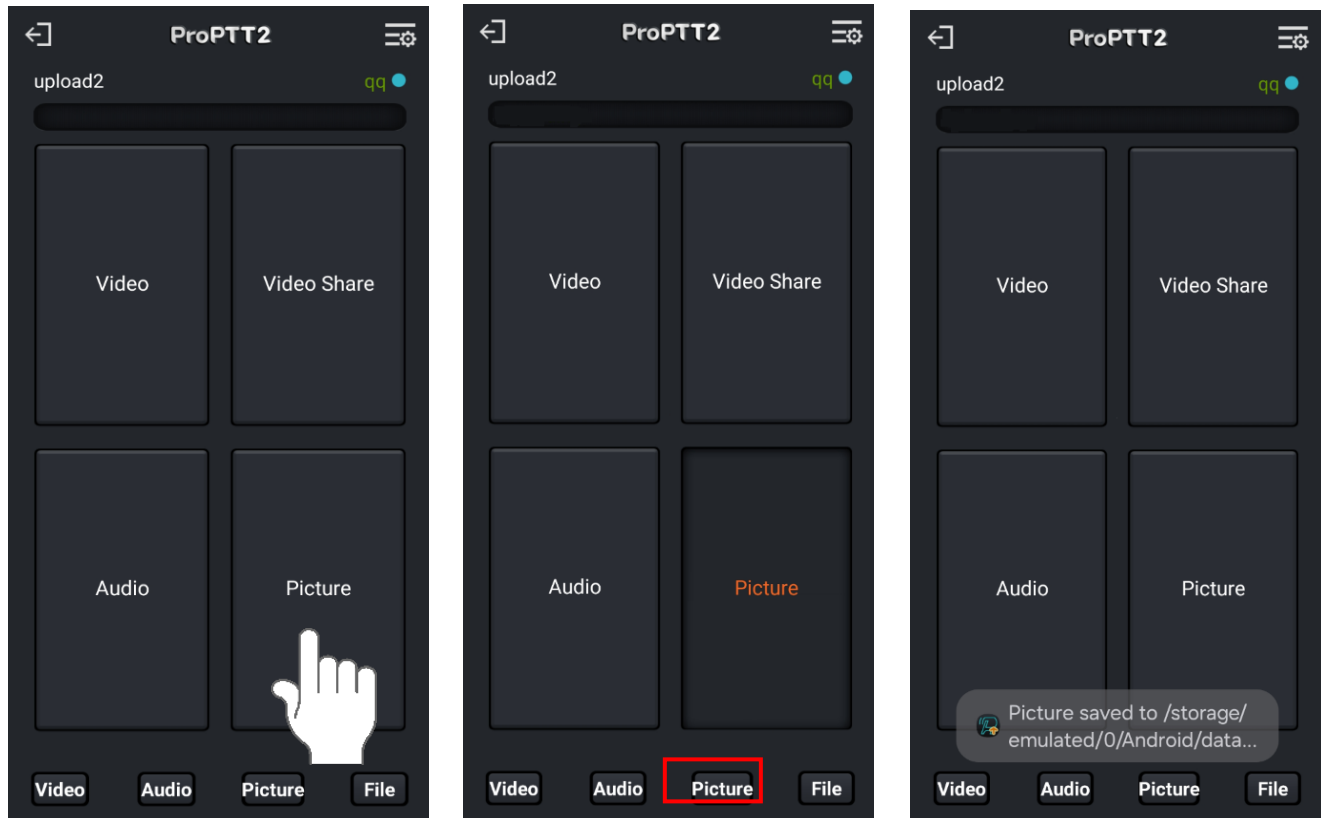 ProPTT2
upload2 qq
Video Video Share
Audio Picture
Video Audio Picture File
ProPTT2
upload2 qq
Video Video Share
Audio Picture
Video Audio Picture File
ProPTT2
upload2 qq
Video Video Share
Audio Picture
Picture saved to /storage/
emulated/0/Android/data...
Video Audio Picture File